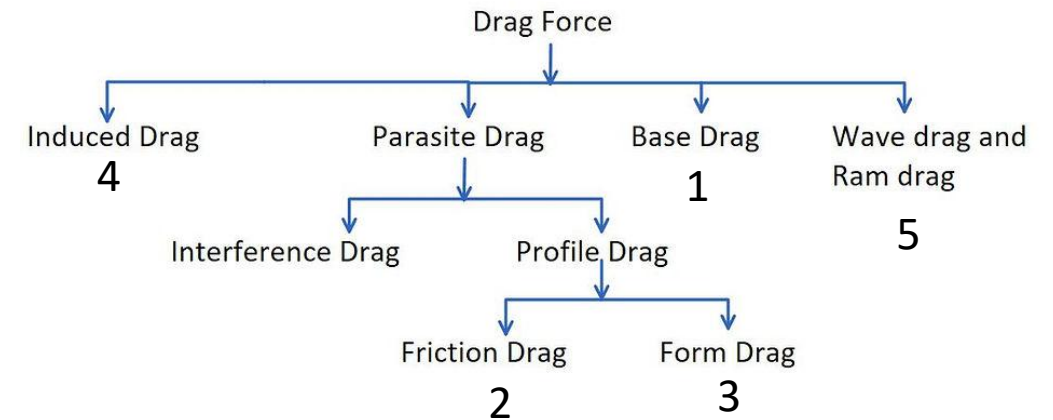 Drag Force
Induced Drag
Parasite Drag
Base Drag
Wave drag and
Ram drag
4
1
5
Interference Drag
Profile Drag
Friction Drag
Form Drag
2
3